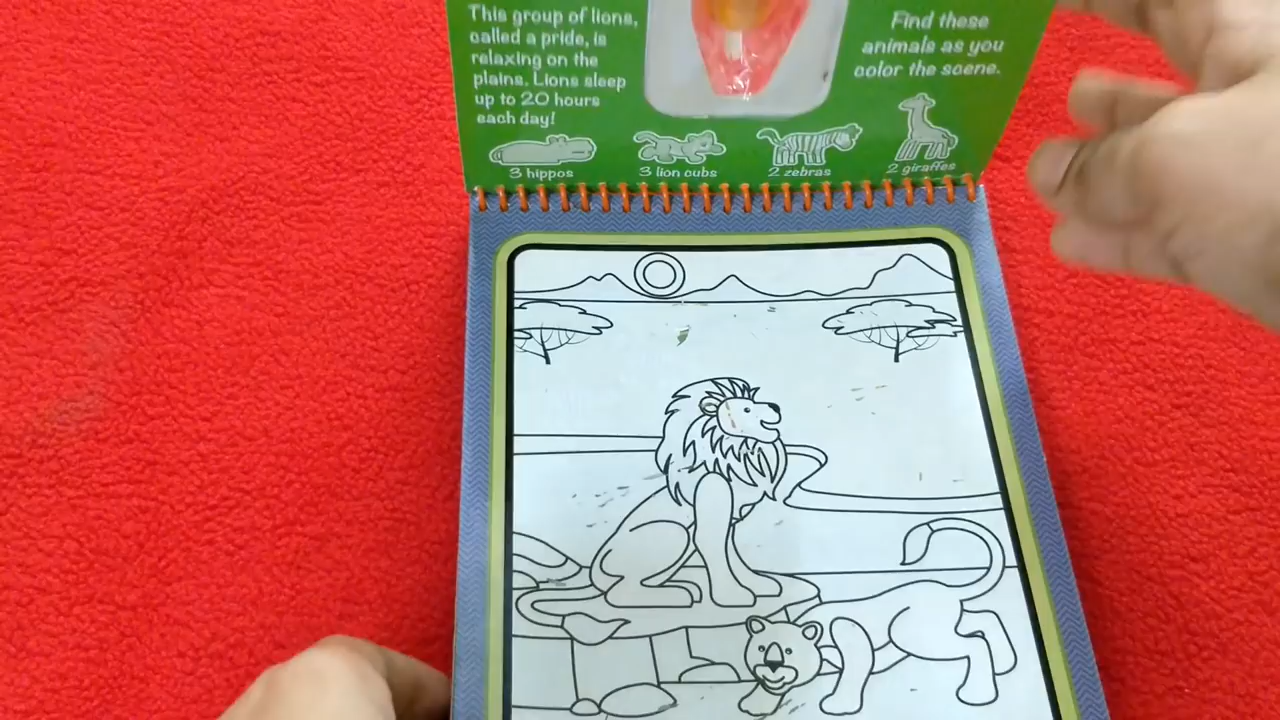 This group of lions,
called a pride, is
relaxing on the
plains. Lions sleep
up to 20 hours
each day!
Find these
animals as you
color the scene.
3 hippos
3 lion cubs
2 zebras
2 giraffes